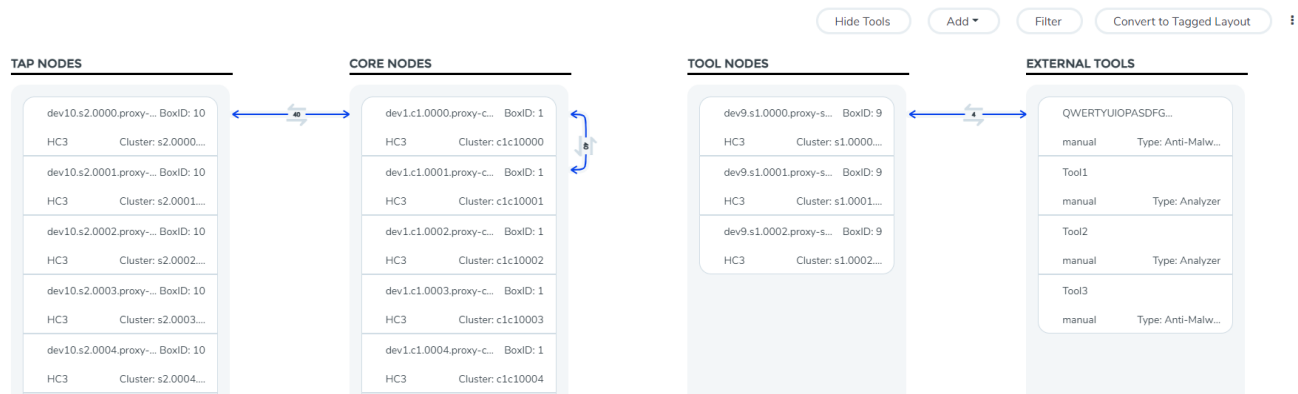 Hide Tools Add Filter Convert to Tagged Layout
TAP NODES CORE NODES TOOL NODES EXTERNAL TOOLS
dev10.s2.0000.proxy-... BoxID: 10 40 dev1.c1.0000.proxy-c... BoxID: 1 dev9.s1.0000.proxy-s... BoxID: 9 4 QWERTYUIOPASDFG...
HC3 Cluster: s2.0000.... HC3 Cluster: c1c10000 HC3 Cluster: s1.0000.... manual Type: Anti-Malw...
dev10.s2.0001.proxy-... BoxID: 10 dev1.c1.0001.proxy-c... BoxID: 1 dev9.s1.0001.proxy-s... BoxID: 9 Tool1
HC3 Cluster: s2.0001.... HC3 Cluster: c1c10001 HC3 Cluster: s1.0001.... manual Type: Analyzer
dev10.s2.0002.proxy-... BoxID: 10 dev1.c1.0002.proxy-c... BoxID: 1 dev9.s1.0002.proxy-s... BoxID: 9 Tool2
HC3 Cluster: s2.0002.... HC3 Cluster: c1c10002 HC3 Cluster: s1.0002.... manual Type: Analyzer
dev10.s2.0003.proxy-... BoxID: 10 dev1.c1.0003.proxy-c... BoxID: 1 Tool3
HC3 Cluster: s2.0003.... HC3 Cluster: c1c10003 manual Type: Anti-Malw...
dev10.s2.0004.proxy-... BoxID: 10 dev1.c1.0004.proxy-c... BoxID: 1
HC3 Cluster: s2.0004.... HC3 Cluster: c1c10004